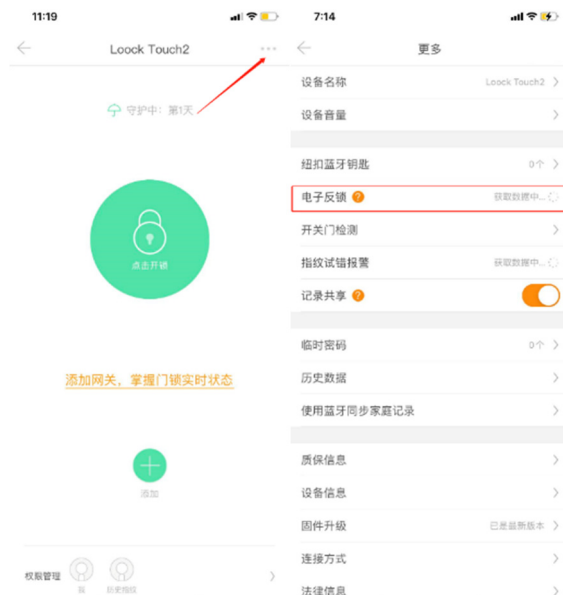 11:19
Loock Touch2
守护中：第1天
点击开锁
添加网关，掌握门锁实时状态
添加
权限管理
历史指纹
7:14
更多
设备名称
Loock Touch2
设备音量
纽扣蓝牙钥匙
0个
电子反锁
获取数据中...
开关门检测
指纹试错报警
获取数据中...
记录共享
临时密码
0个
历史数据
使用蓝牙同步家庭记录
质保信息
设备信息
固件升级
已是最新版本
连接方式
法律信息